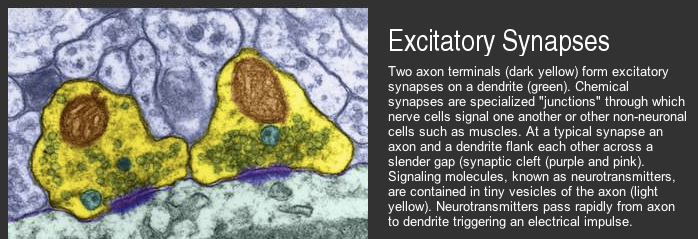 Excitatory Synapses
Two axon terminals (dark yellow) form excitatory
synapses on a dendrite (green). Chemical
synapses are specialized "junctions" through which
nerve cells signal one another or other non-neuronal
cells such as muscles. At a typical synapse an
axon and a dendrite flank each other across a
slender gap (synaptic cleft (purple and pink).
Signaling molecules, known as neurotransmitters,
are contained in tiny vesicles of the axon (light
yellow). Neurotransmitters pass rapidly from axon
to dendrite triggering an electrical impulse.